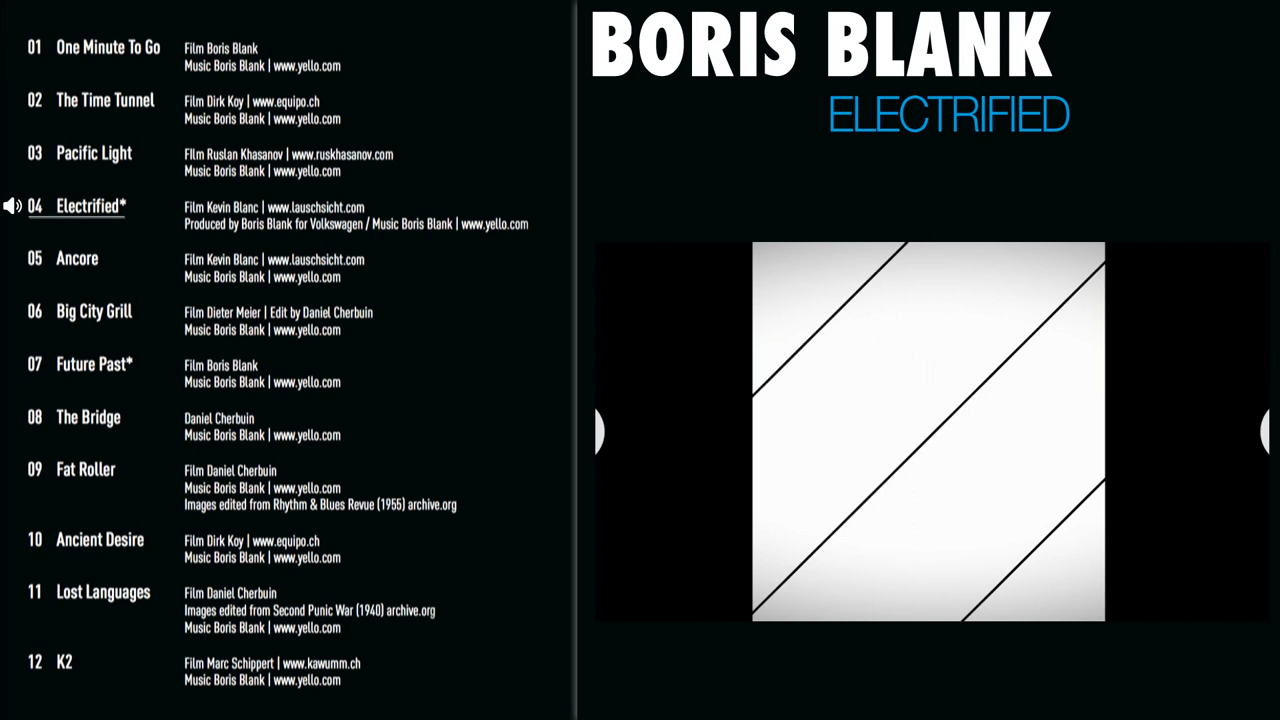 01 One Minute To Go
Film Boris Blank
Music Boris Blank | www.yello.com
02 The Time Tunnel
Film Dirk Koy | www.equipo.ch
Music Boris Blank | www.yello.com
03 Pacific Light
FIlm Ruslan Khasanov | www.ruskhasanov.com
Music Boris Blank | www.yello.com
04 Electrified*
Film Kevin Blanc | www.lauschsicht.com
Produced by Boris Blank for Volkswagen / Music Boris Blank | www.yello.com
05 Ancore
Film Kevin Blanc | www.lauschsicht.com
Music Boris Blank | www.yello.com
06 Big City Grill
Film Dieter Meier | Edit by Daniel Cherbuin
Music Boris Blank | www.yello.com
07 Future Past*
Film Boris Blank
Music Boris Blank | www.yello.com
08 The Bridge
Daniel Cherbuin
Music Boris Blank | www.yello.com
09 Fat Roller
Film Daniel Cherbuin
Music Boris Blank | www.yello.com
Images edited from Rhythm & Blues Revue (1955) archive.org
10 Ancient Desire
Film Dirk Koy | www.equipo.ch
Music Boris Blank | www.yello.com
11 Lost Languages
Film Daniel Cherbuin
Images edited from Second Punic War (1940) archive.org
Music Boris Blank | www.yello.com
12 K2
Film Marc Schippert | www.kawumm.ch
Music Boris Blank | www.yello.com
BORIS BLANK
ELECTRIFIED